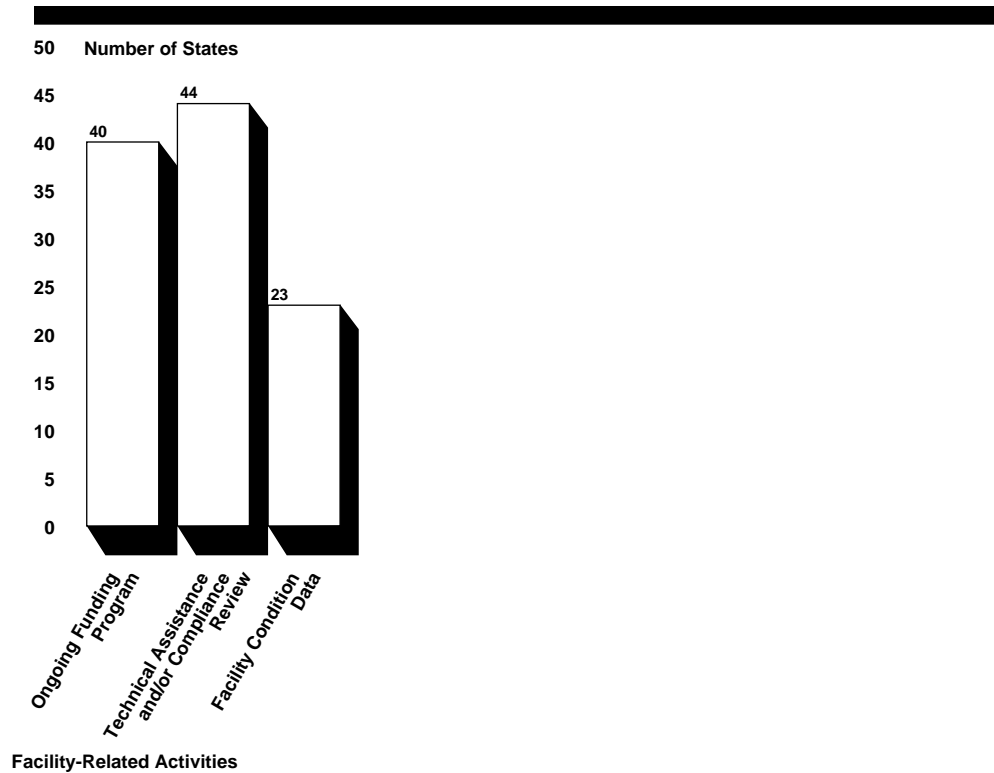 50 Number of States
45
44
40
40
35
30
25
23
20
15
10
5
0
Ongoing Funding
Program
Technical Assistance
and/or Compliance
Review
Facility Condition
Data
Facility-Related Activities